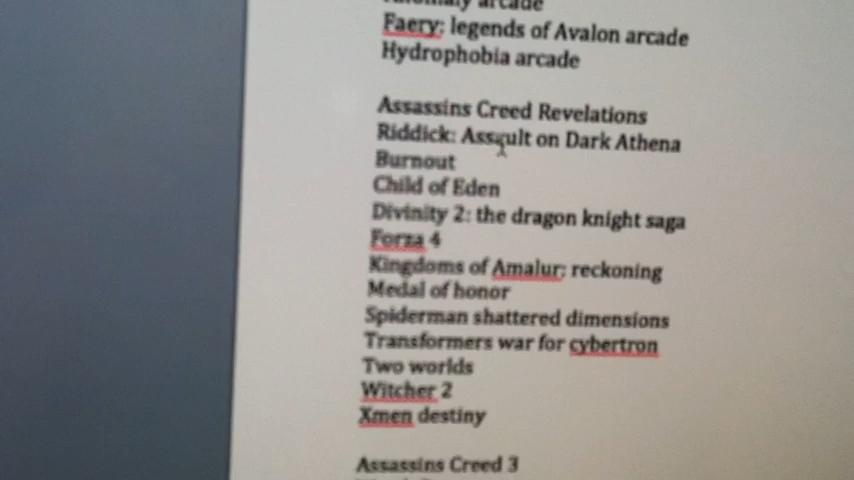 arcade
Faery: legends of Avalon arcade
Hydrophobia arcade
Assassins Creed Revelations
Riddick: Assault on Dark Athena
Burnout
Child of Eden
Divinity 2: the dragon knight saga
Forza 4
Kingdoms of Amalur: reckoning
Medal of honor
Spiderman shattered dimensions
Transformers war for cybertron
Two worlds
Witcher 2
Xmen destiny
Assassins Creed 3